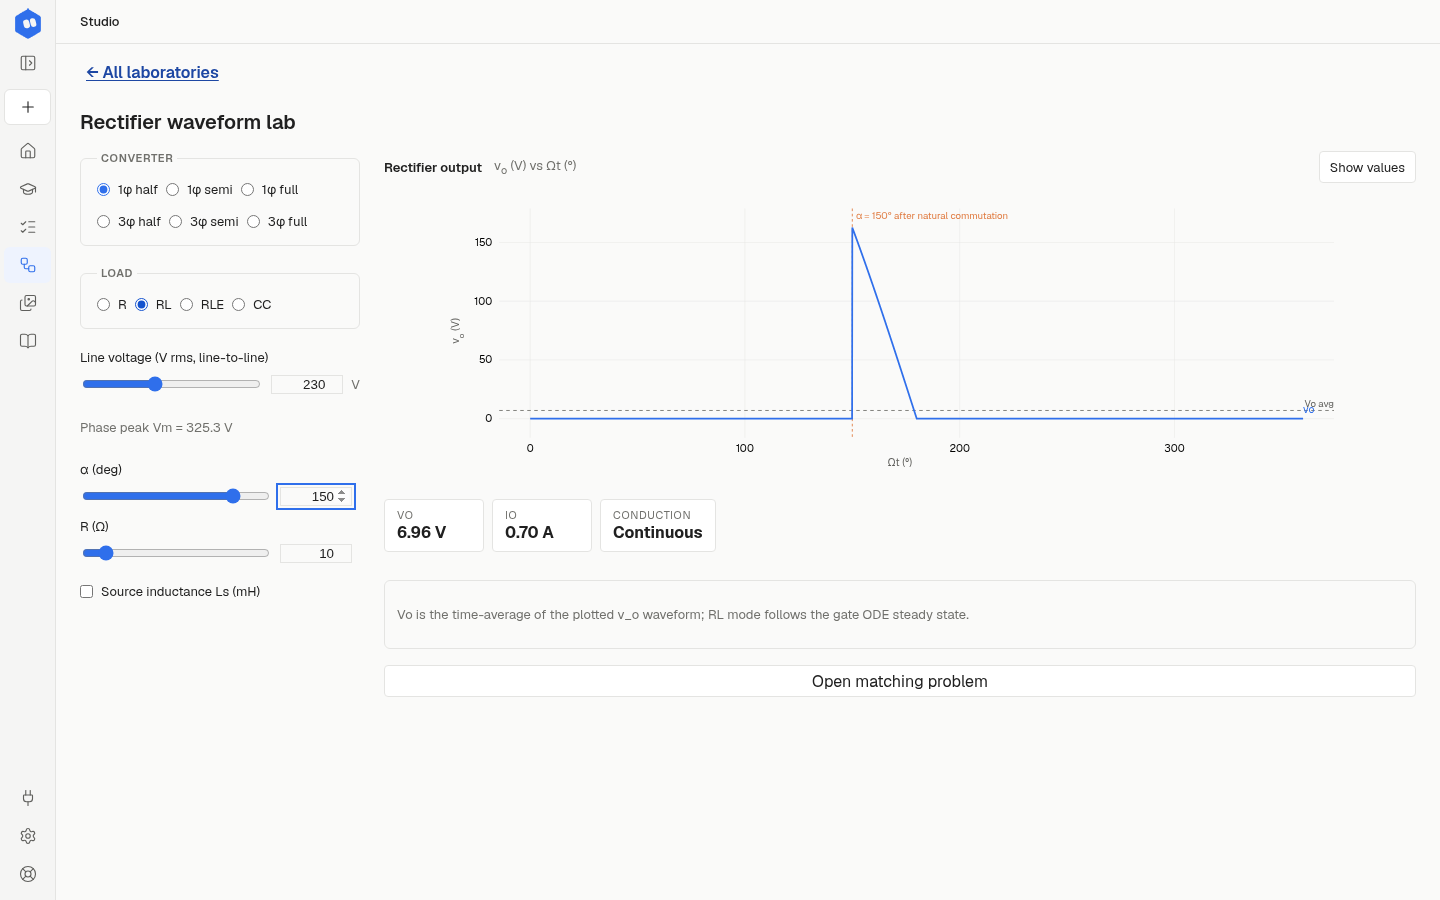 Studio
← All laboratories
Rectifier waveform lab
CONVERTER
1φ half 1φ semi 1φ full
3φ half 3φ semi 3φ full
LOAD
R RL RLE CC
Line voltage (V rms, line-to-line)
230 V
Phase peak Vm = 325.3 V
α (deg)
150
R (Ω)
10
Source inductance Ls (mH)
Rectifier output vo (V) vs Ωt (°)
Show values
α = 150° after natural commutation
150
100
50
0
vo (V)
Vo avg
vo
0 100 200 300
Ωt (°)
VO
6.96 V
IO
0.70 A
CONDUCTION
Continuous
Vo is the time-average of the plotted v_o waveform; RL mode follows the gate ODE steady state.
Open matching problem